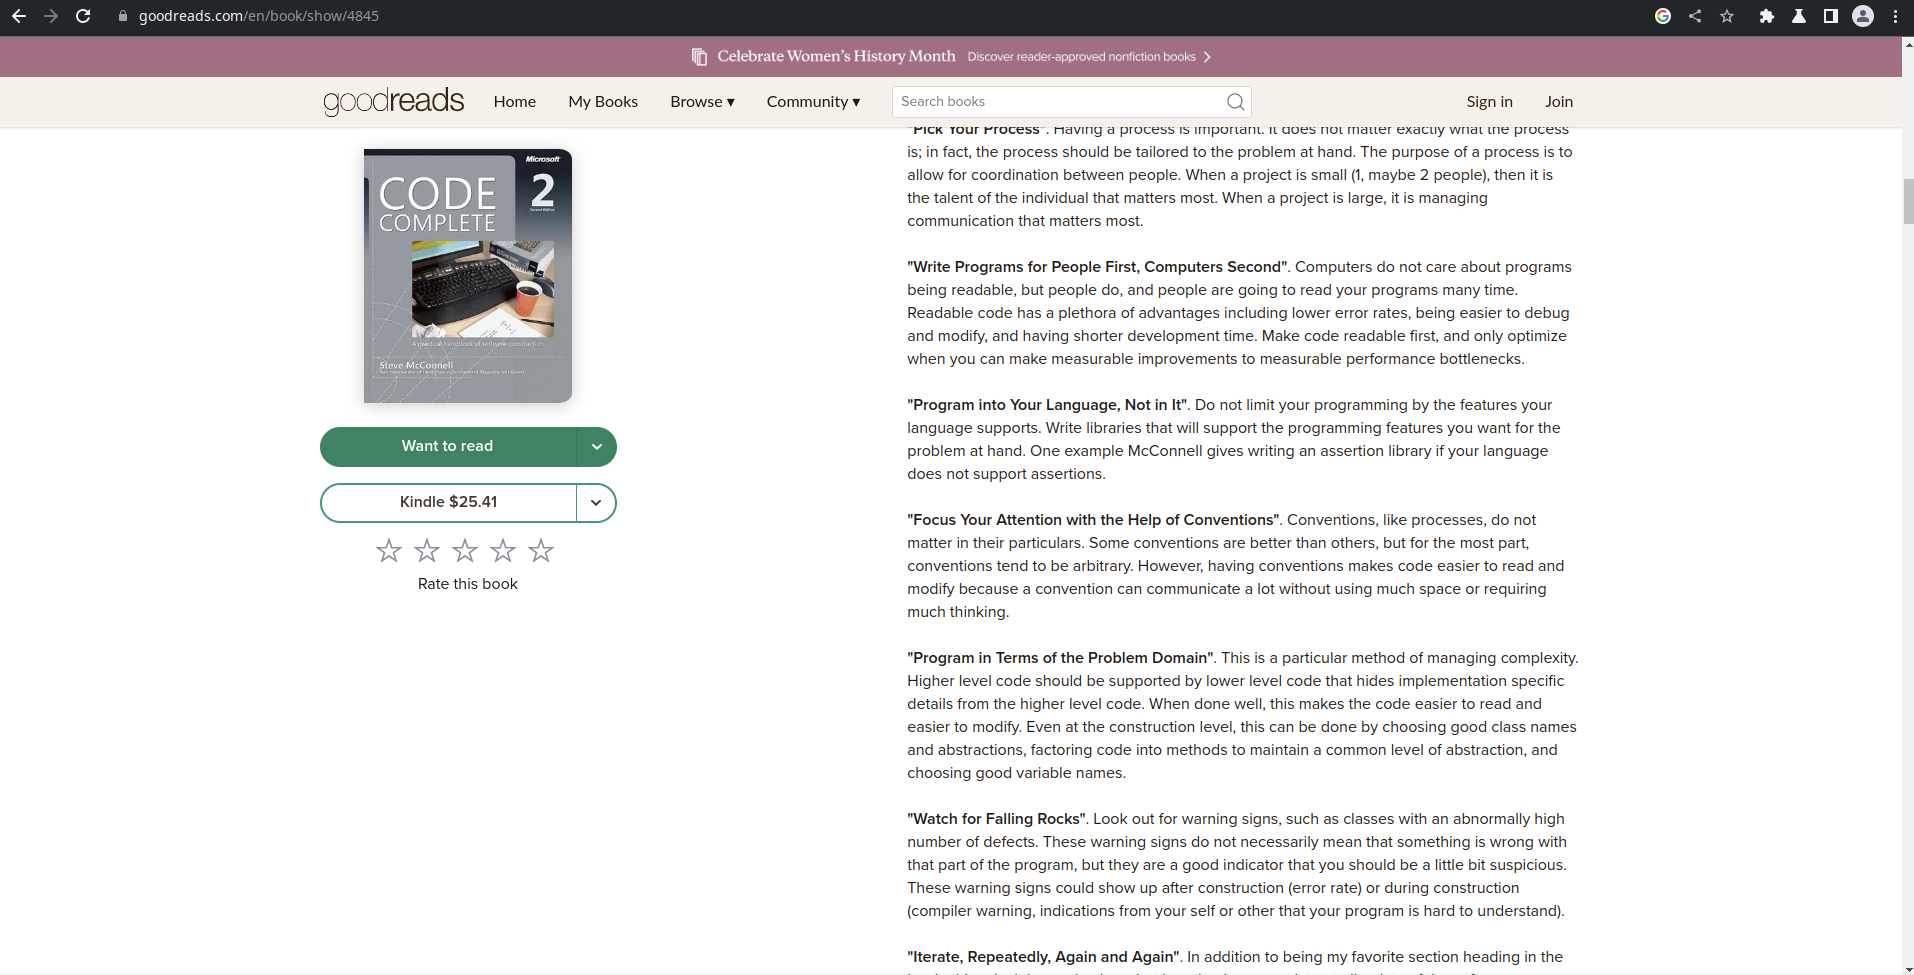 goodreads.com/en/book/show/4845
Celebrate Women's History Month Discover reader-approved nonfiction books
goodreads Home My Books Browse ▾ Community ▾ Search books Sign in Join
Microsoft
CODE 2
COMPLETE Second Edition
A practical handbook of software construction
Steve McConnell
Want to read
Kindle $25.41
Rate this book
"Pick Your Process". Having a process is important. It does not matter exactly what the process
is; in fact, the process should be tailored to the problem at hand. The purpose of a process is to
allow for coordination between people. When a project is small (1, maybe 2 people), then it is
the talent of the individual that matters most. When a project is large, it is managing
communication that matters most.
"Write Programs for People First, Computers Second". Computers do not care about programs
being readable, but people do, and people are going to read your programs many time.
Readable code has a plethora of advantages including lower error rates, being easier to debug
and modify, and having shorter development time. Make code readable first, and only optimize
when you can make measurable improvements to measurable performance bottlenecks.
"Program into Your Language, Not in It". Do not limit your programming by the features your
language supports. Write libraries that will support the programming features you want for the
problem at hand. One example McConnell gives writing an assertion library if your language
does not support assertions.
"Focus Your Attention with the Help of Conventions". Conventions, like processes, do not
matter in their particulars. Some conventions are better than others, but for the most part,
conventions tend to be arbitrary. However, having conventions makes code easier to read and
modify because a convention can communicate a lot without using much space or requiring
much thinking.
"Program in Terms of the Problem Domain". This is a particular method of managing complexity.
Higher level code should be supported by lower level code that hides implementation specific
details from the higher level code. When done well, this makes the code easier to read and
easier to modify. Even at the construction level, this can be done by choosing good class names
and abstractions, factoring code into methods to maintain a common level of abstraction, and
choosing good variable names.
"Watch for Falling Rocks". Look out for warning signs, such as classes with an abnormally high
number of defects. These warning signs do not necessarily mean that something is wrong with
that part of the program, but they are a good indicator that you should be a little bit suspicious.
These warning signs could show up after construction (error rate) or during construction
(compiler warning, indications from your self or other that your program is hard to understand).
"Iterate, Repeatedly, Again and Again". In addition to being my favorite section heading in the